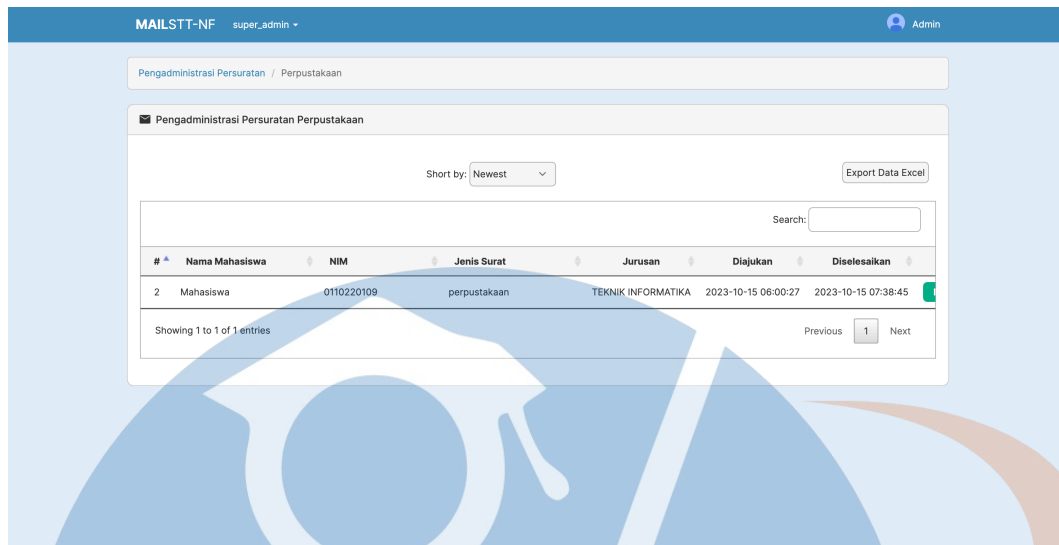 MAILSTT-NF super_admin Admin
Pengadministrasi Persuratan / Perpustakaan
Pengadministrasi Persuratan Perpustakaan
Short by: Newest Export Data Excel
Search:
# Nama Mahasiswa NIM Jenis Surat Jurusan Diajukan Diselesaikan
2 Mahasiswa 0110220109 perpustakaan TEKNIK INFORMATIKA 2023-10-15 06:00:27 2023-10-15 07:38:45
Showing 1 to 1 of 1 entries Previous 1 Next